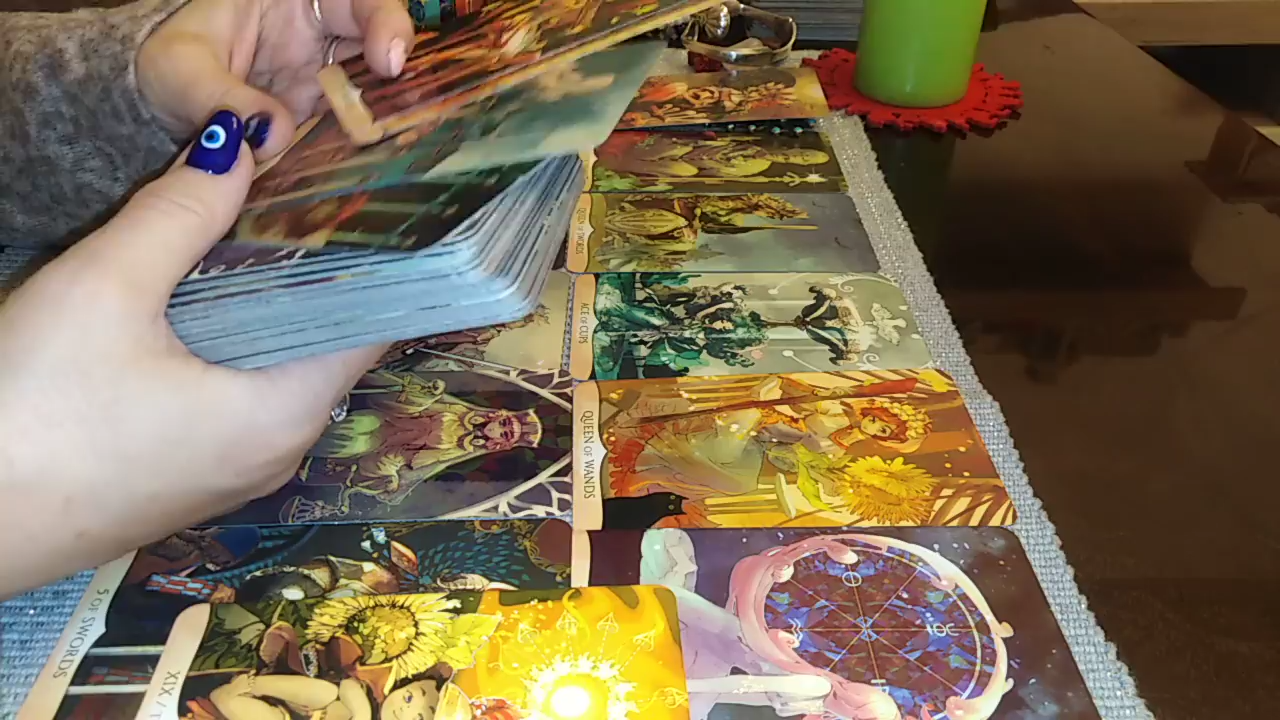 QUEEN OF SWORDS
ACE OF CUPS
QUEEN OF WANDS
5 OF SWORDS
XIX / T